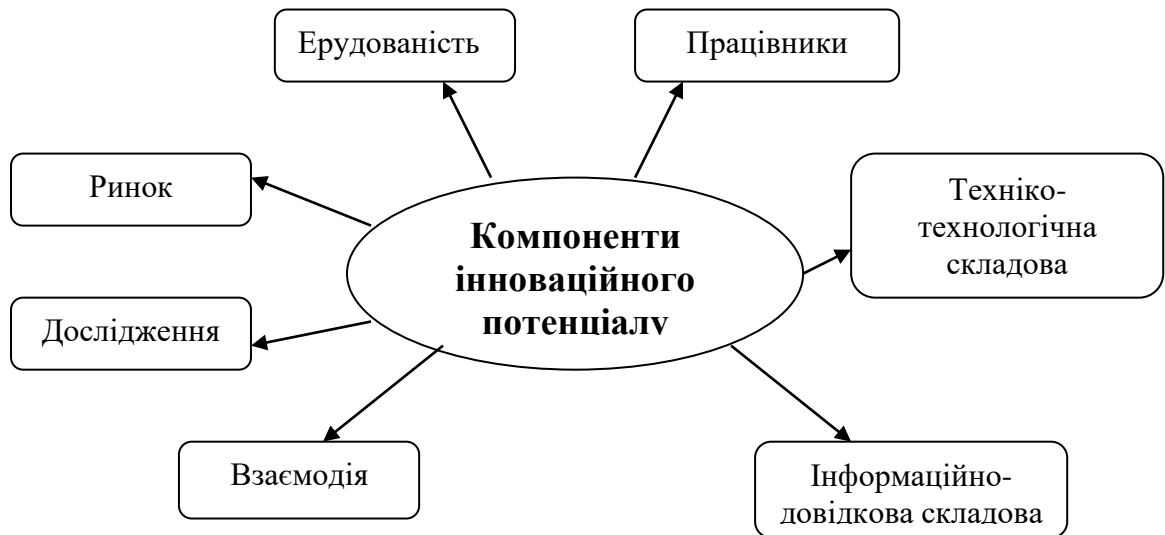 Ерудованість
Працівники
Ринок
Техніко-
технологічна
складова
Компоненти
інноваційного
потенціалу
Дослідження
Взаємодія
Інформаційно-
довідкова складова